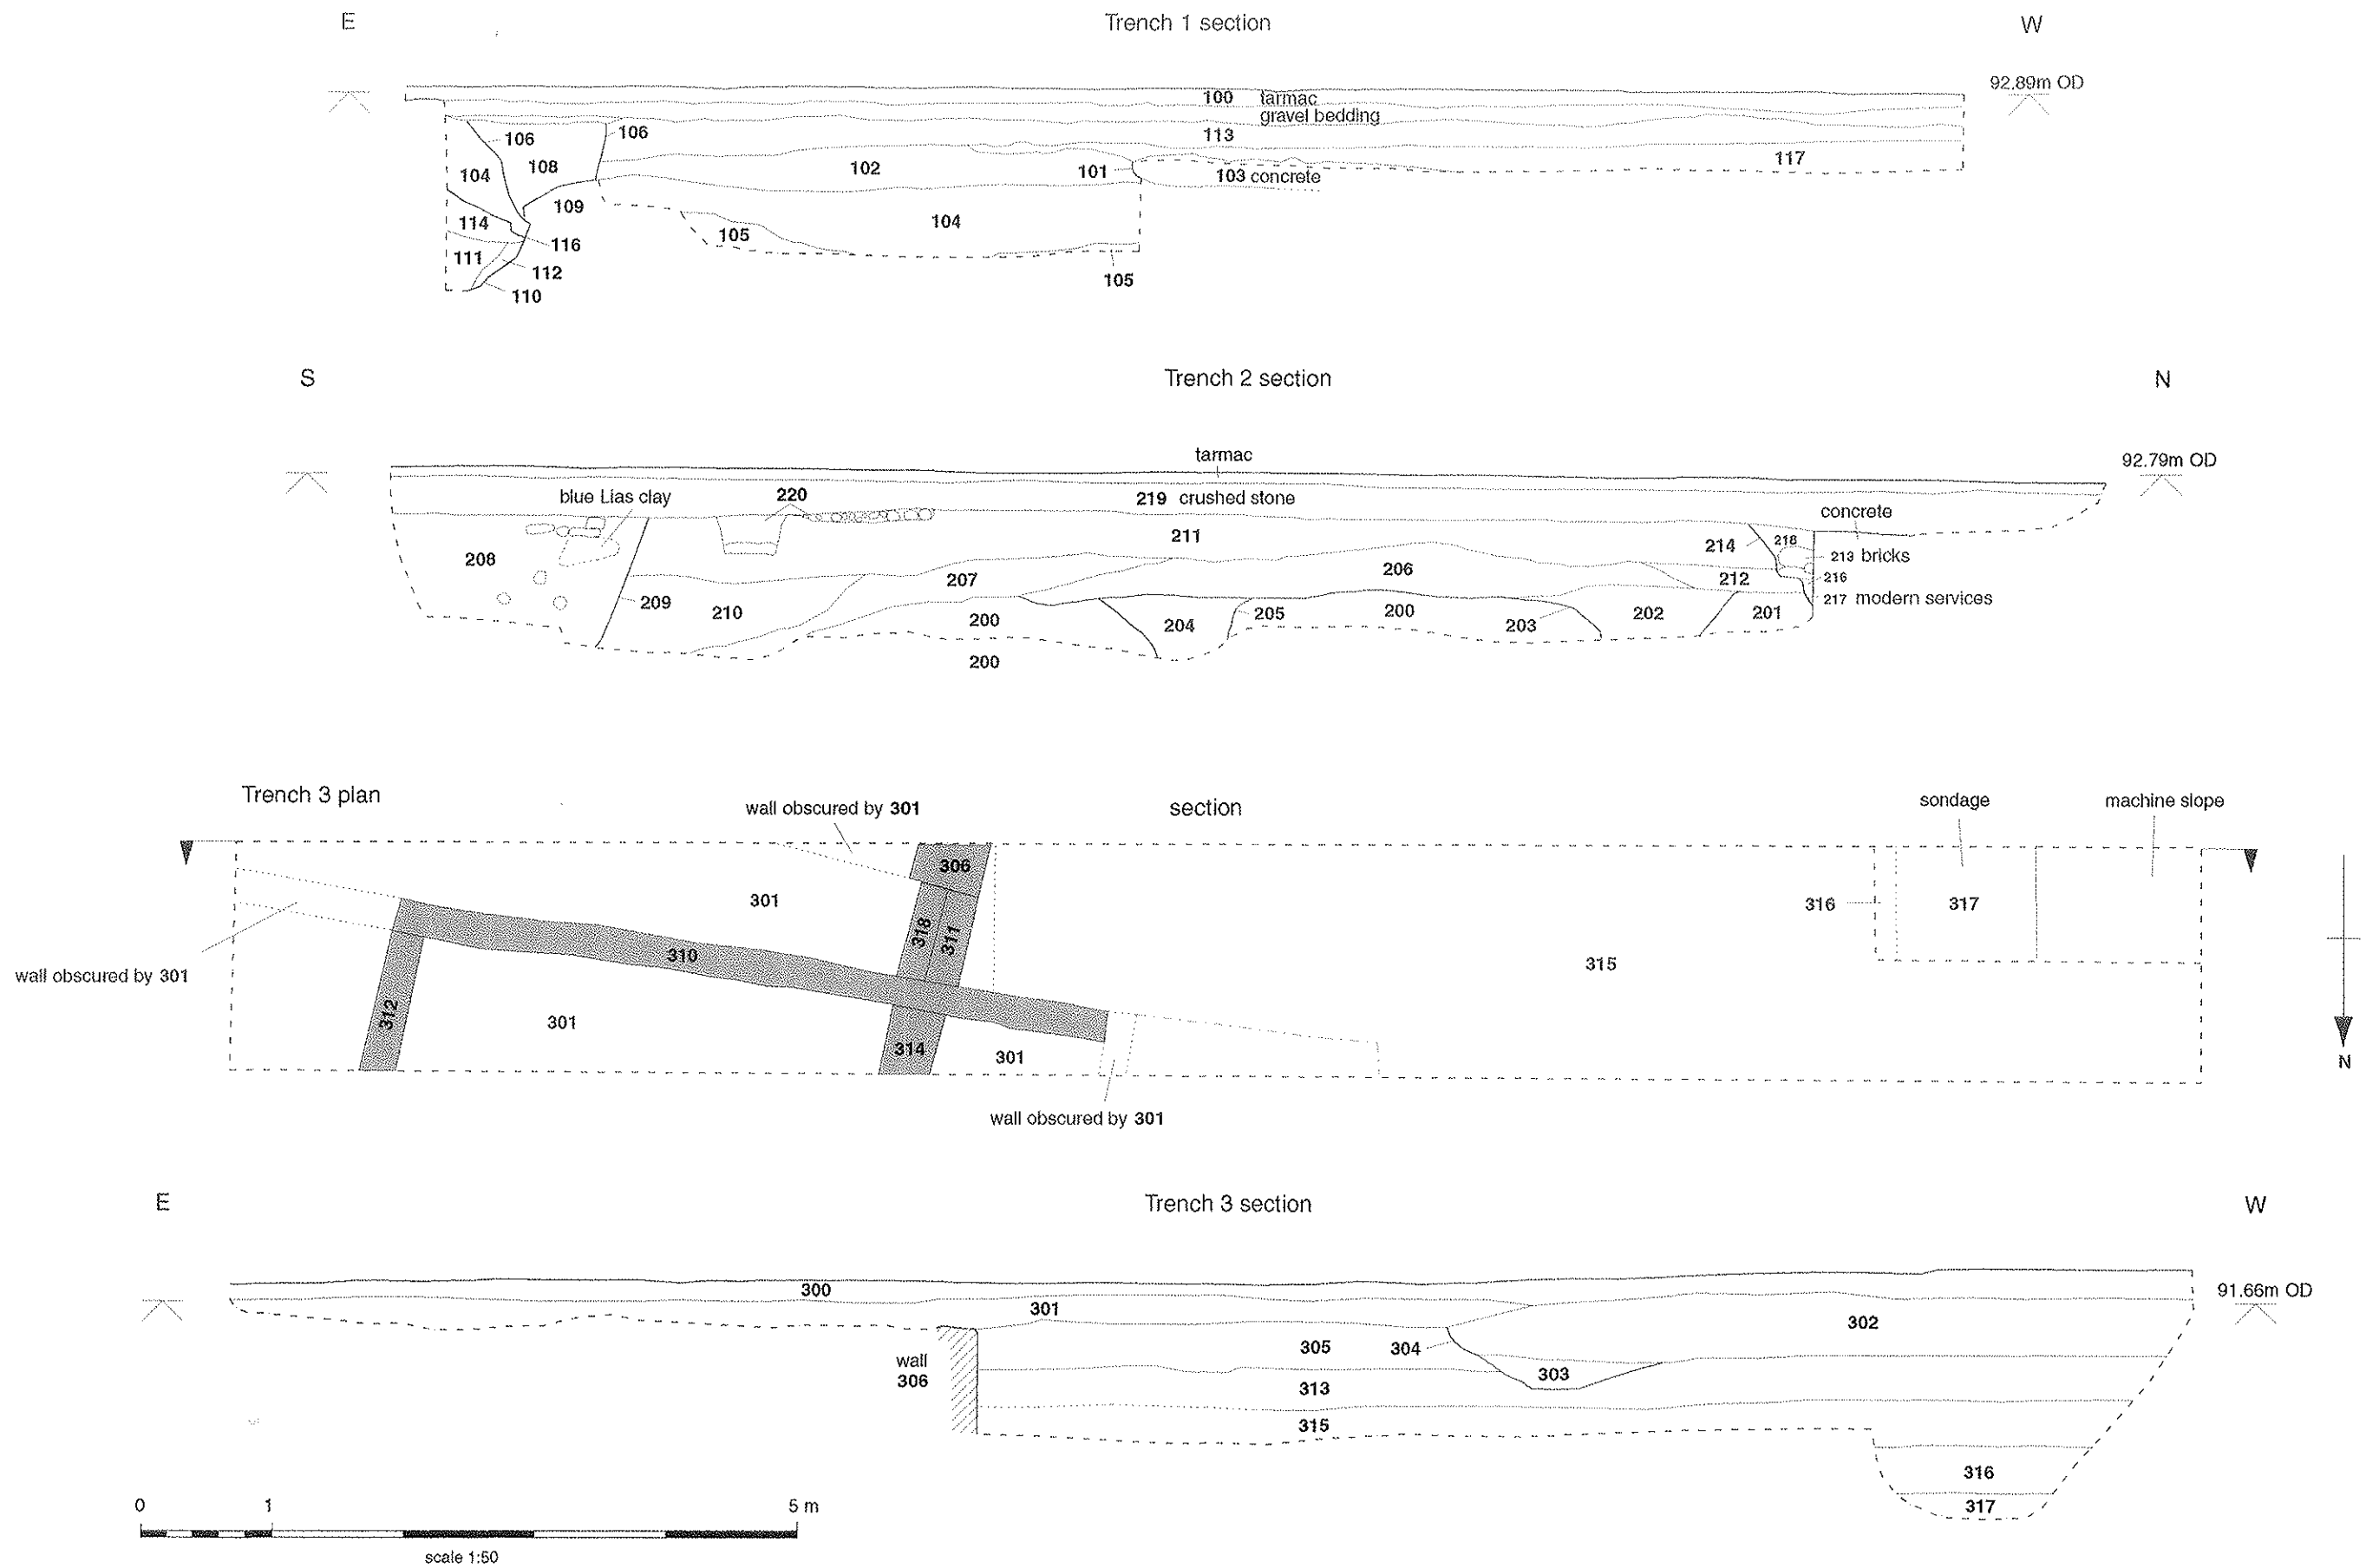 E Trench 1 section W
92.89m OD
100 tarmac
gravel bedding
106 106 113
104 108 102 101 103 concrete 117
109
114 104
116 105
111 112
110 105
S Trench 2 section N
tarmac
92.79m OD
blue Lias clay 220 219 crushed stone
concrete
211
208 214 218
213 bricks
207 206 212 216
209 210 217 modern services
200 204 205 200 203 202 201
200
Trench 3 plan
wall obscured by 301
section
sondage machine slope
306
301 316 317
318 311
310 315
wall obscured by 301
312 301
314 301
N
wall obscured by 301
E Trench 3 section W
300
91.66m OD
301
302
305 304
wall
306
303
313
315
316
317
0 1 5 m
scale 1:50